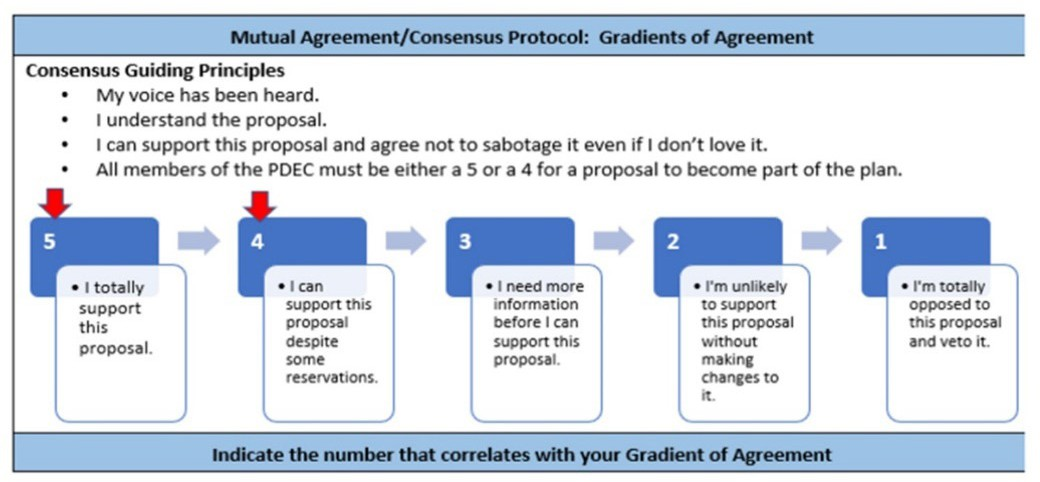 Mutual Agreement/Consensus Protocol: Gradients of Agreement
Consensus Guiding Principles
• My voice has been heard.
• I understand the proposal.
• I can support this proposal and agree not to sabotage it even if I don't love it.
• All members of the PDEC must be either a 5 or a 4 for a proposal to become part of the plan.
5
• I totally
support
this
proposal.
4
• I can
support this
proposal
despite
some
reservations.
3
• I need more
information
before I can
support this
proposal.
2
• I'm unlikely
to support
this proposal
without
making
changes to
it.
1
• I'm totally
opposed to
this proposal
and veto it.
Indicate the number that correlates with your Gradient of Agreement